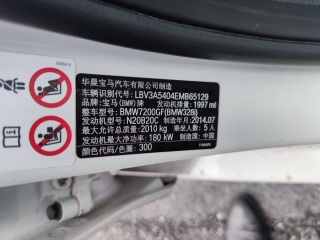 华晨宝马汽车有限公司制造
车辆识别代号: LBV3A5404EMB65129
品牌: 宝马(BMW)牌 发动机排量: 1997 ml
整车型号: BMW7200GF(BMW328i)
发动机型号: N20B20C 制造年月: 2014.07
最大允许总质量: 2010 kg 乘坐人数: 5 人
发动机最大净功率: 180 kW 制造国: 中国
颜色代码/色圈: 300